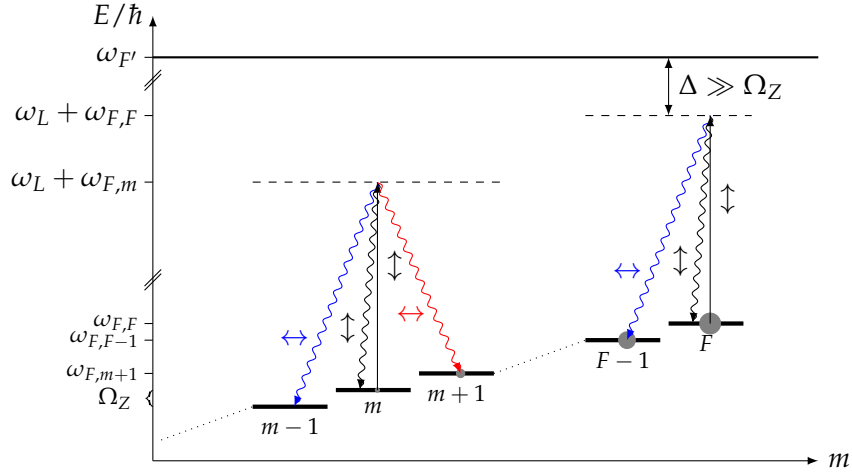 E/ħ
ω_{F′}
Δ ≫ Ω_Z
ω_L + ω_{F,F}
ω_L + ω_{F,m}
↕
↕
↕
↔
↔
↔
↕
ω_{F,F}
ω_{F,F−1}
F
F − 1
ω_{F,m+1}
m + 1
Ω_Z {
m
m − 1
m